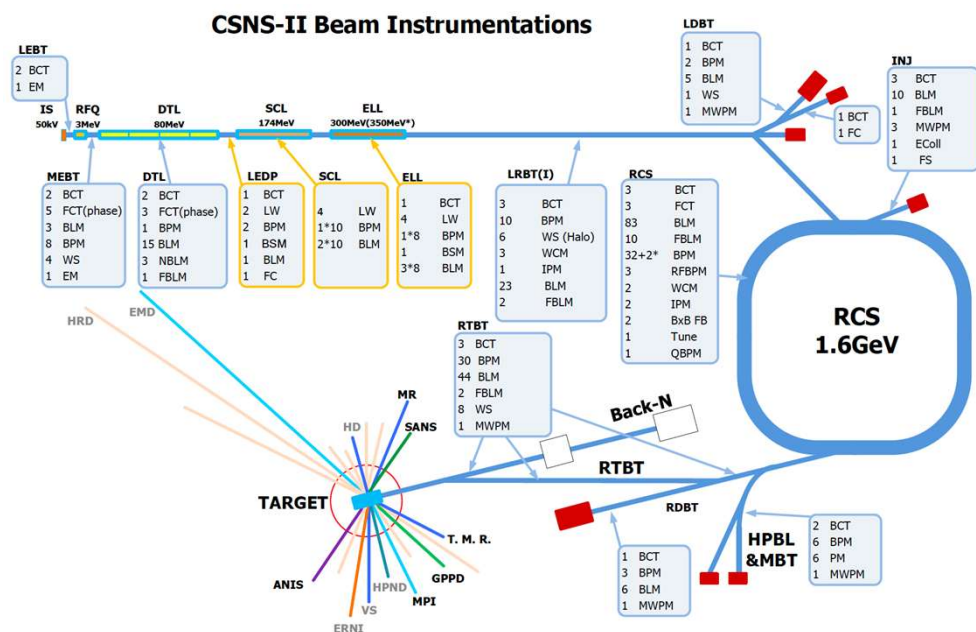 CSNS-II Beam Instrumentations
LEBT
2 BCT
1 EM
IS
50kV
RFQ
3MeV
DTL
80MeV
SCL
174MeV
ELL
300MeV(350MeV*)
LDBT
1 BCT
2 BPM
5 BLM
1 WS
1 MWPM
1 BCT
1 FC
INJ
3 BCT
10 BLM
1 FBLM
3 MWPM
1 EColl
1 FS
MEBT
2 BCT
5 FCT(phase)
3 BLM
8 BPM
4 WS
1 EM
DTL
2 BCT
3 FCT(phase)
1 BPM
15 BLM
3 NBLM
1 FBLM
LEDP
1 BCT
2 LW
2 BPM
1 BSM
1 BLM
1 FC
SCL
4 LW
1*10 BPM
2*10 BLM
ELL
1 BCT
4 LW
1*8 BPM
1 BSM
3*8 BLM
LRBT(I)
3 BCT
10 BPM
6 WS (Halo)
3 WCM
1 IPM
23 BLM
2 FBLM
RCS
3 BCT
3 FCT
83 BLM
10 FBLM
32+2* BPM
3 RFBPM
2 WCM
2 IPM
2 BxB FB
1 Tune
1 QBPM
RCS
1.6GeV
HRD
EMD
RTBT
3 BCT
30 BPM
44 BLM
2 FBLM
8 WS
1 MWPM
MR
HD
SANS
Back-N
TARGET
RTBT
RDBT
T. M. R.
GPPD
ANIS
HPND
MPI
VS
ERNI
1 BCT
3 BPM
6 BLM
1 MWPM
HPBL
&MBT
2 BCT
6 BPM
6 PM
1 MWPM